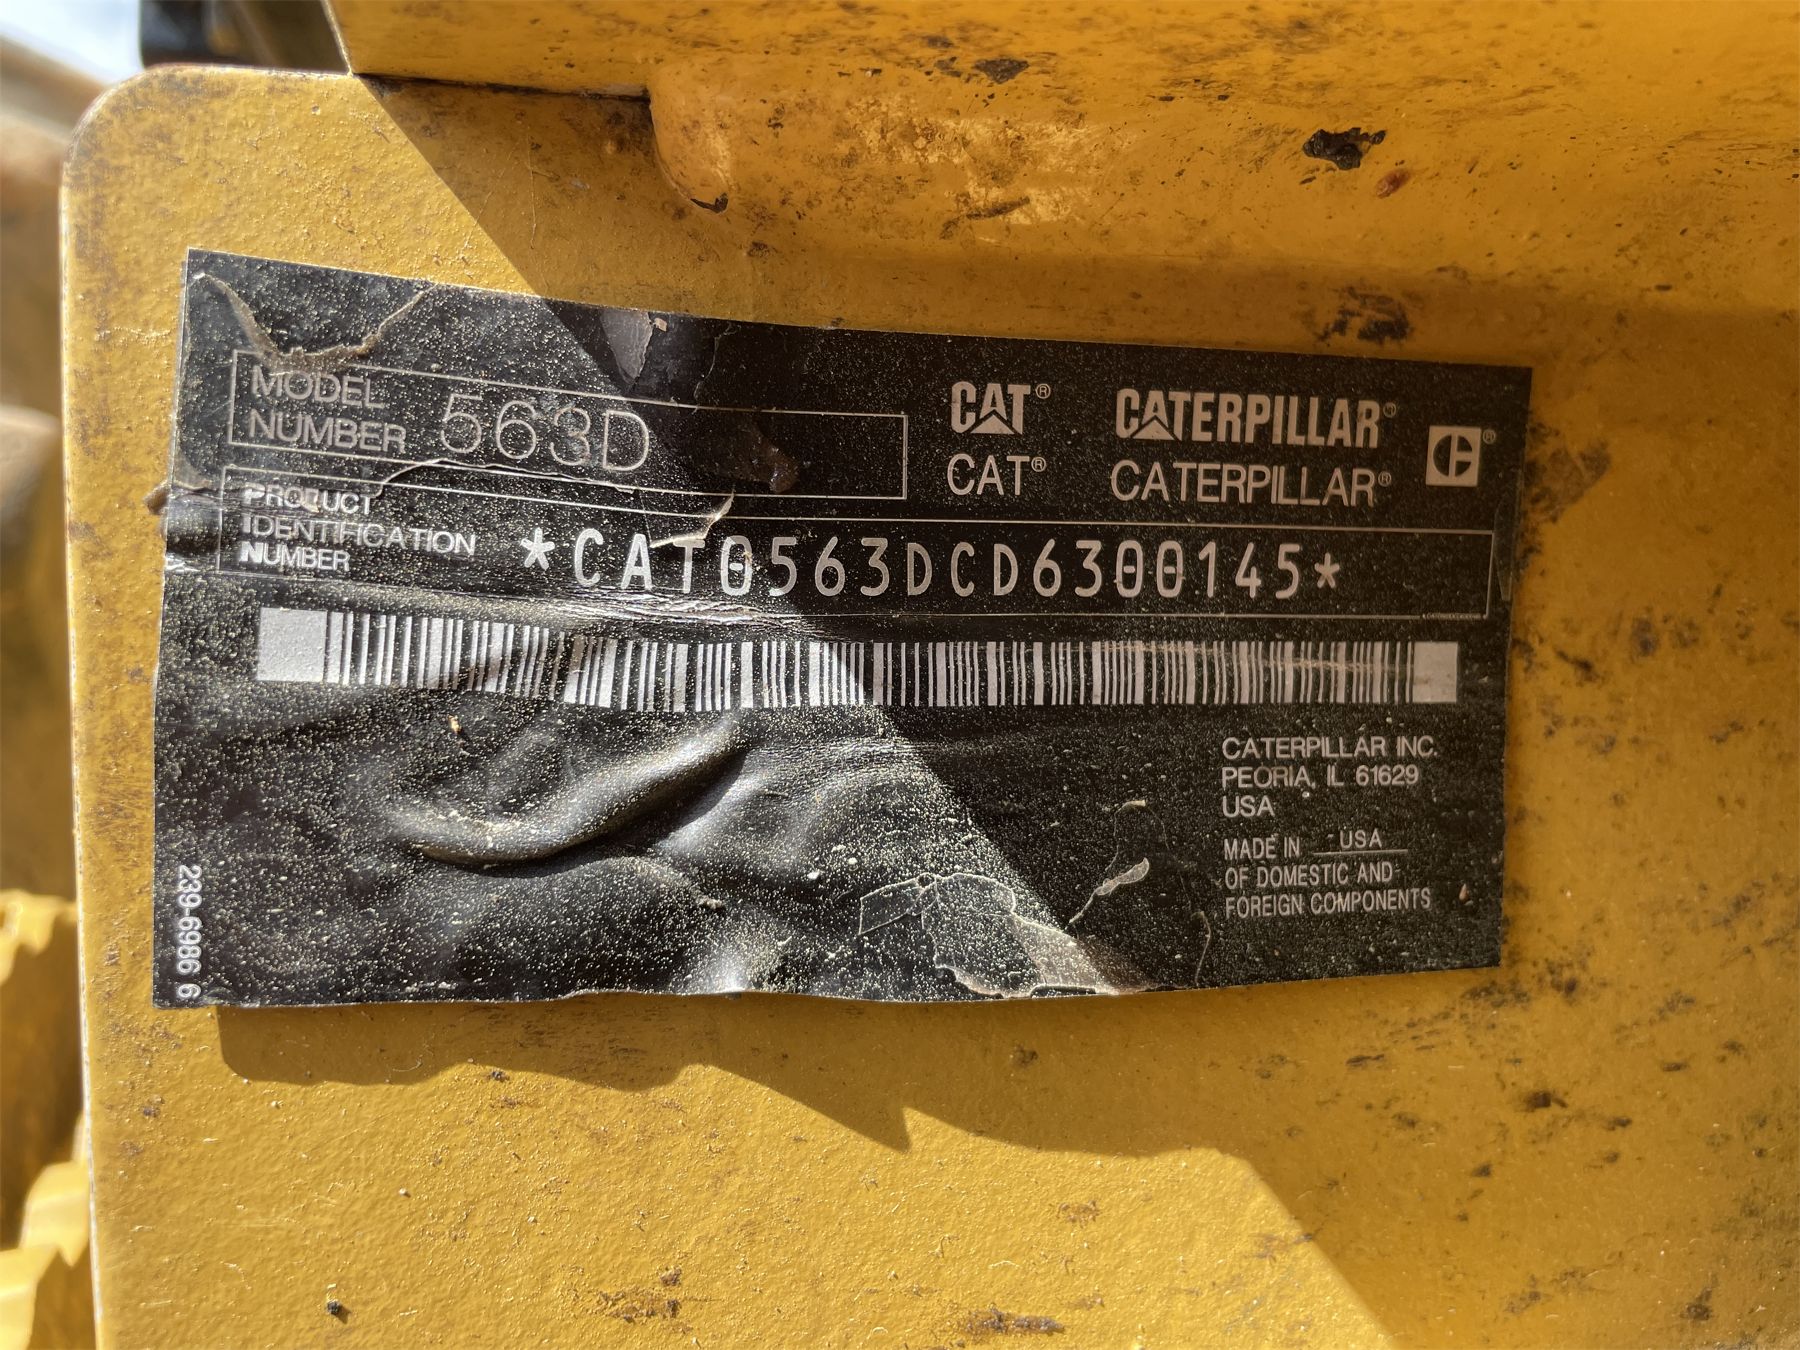 MODEL
NUMBER 563D
CAT® CATERPILLAR®
CAT® CATERPILLAR®
PRODUCT
IDENTIFICATION
NUMBER
*CAT0563DCD6300145*
CATERPILLAR INC.
PEORIA, IL 61629
USA
MADE IN USA
OF DOMESTIC AND
FOREIGN COMPONENTS
239-6986 6